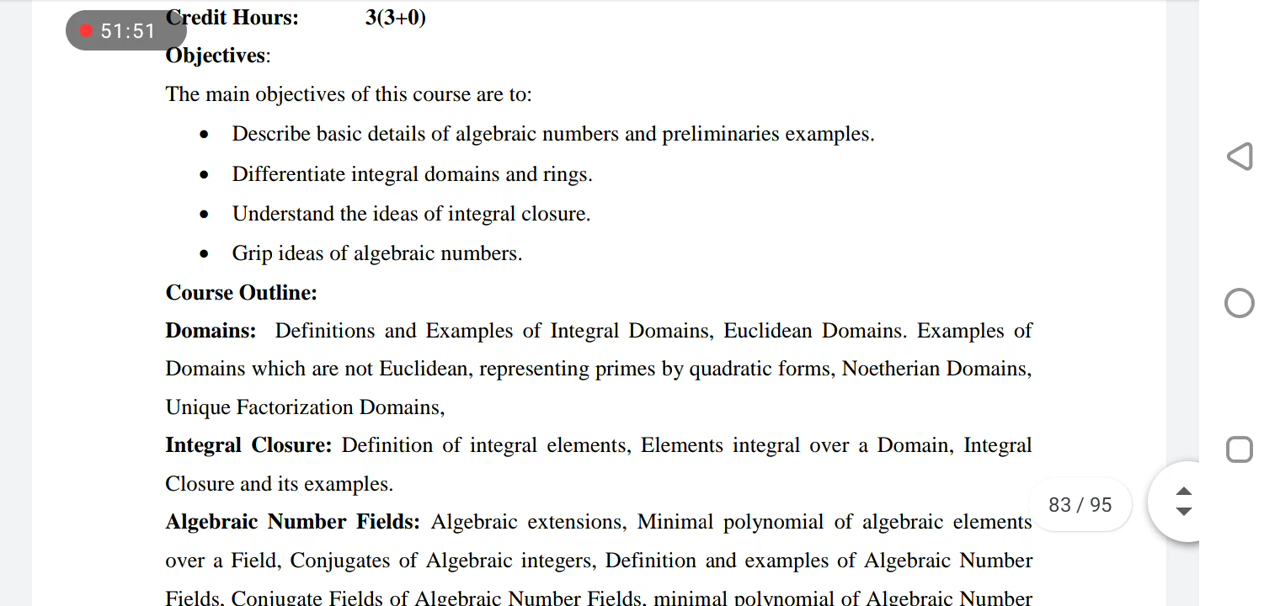 51:51
Credit Hours: 3(3+0)
Objectives:
The main objectives of this course are to:
• Describe basic details of algebraic numbers and preliminaries examples.
• Differentiate integral domains and rings.
• Understand the ideas of integral closure.
• Grip ideas of algebraic numbers.
Course Outline:
Domains: Definitions and Examples of Integral Domains, Euclidean Domains. Examples of
Domains which are not Euclidean, representing primes by quadratic forms, Noetherian Domains,
Unique Factorization Domains,
Integral Closure: Definition of integral elements, Elements integral over a Domain, Integral
Closure and its examples.
83 / 95
Algebraic Number Fields: Algebraic extensions, Minimal polynomial of algebraic elements
over a Field, Conjugates of Algebraic integers, Definition and examples of Algebraic Number
Fields, Conjugate Fields of Algebraic Number Fields, minimal polynomial of Algebraic Number